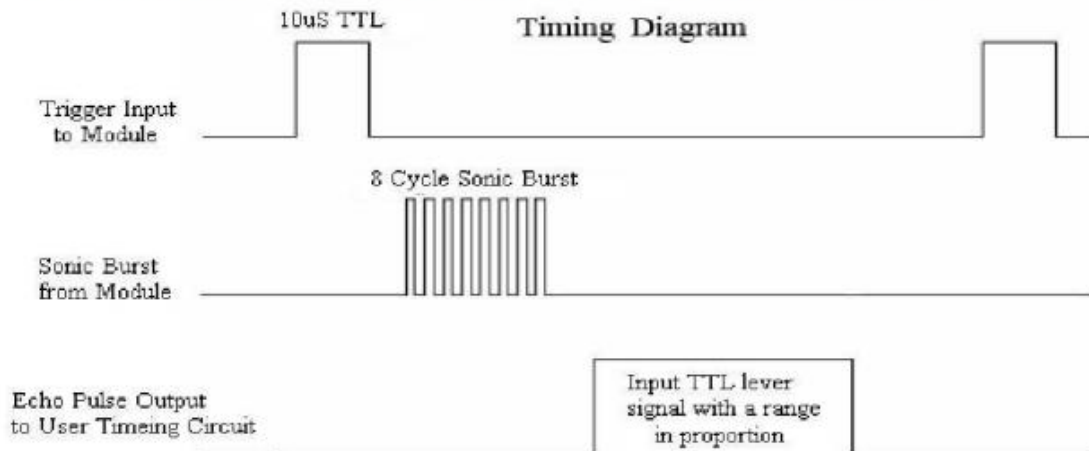 10uS TTL
Timing Diagram
Trigger Input
to Module
8 Cycle Sonic Burst
Sonic Burst
from Module
Echo Pulse Output
to User Timeing Circuit
Input TTL lever
signal with a range
in proportion